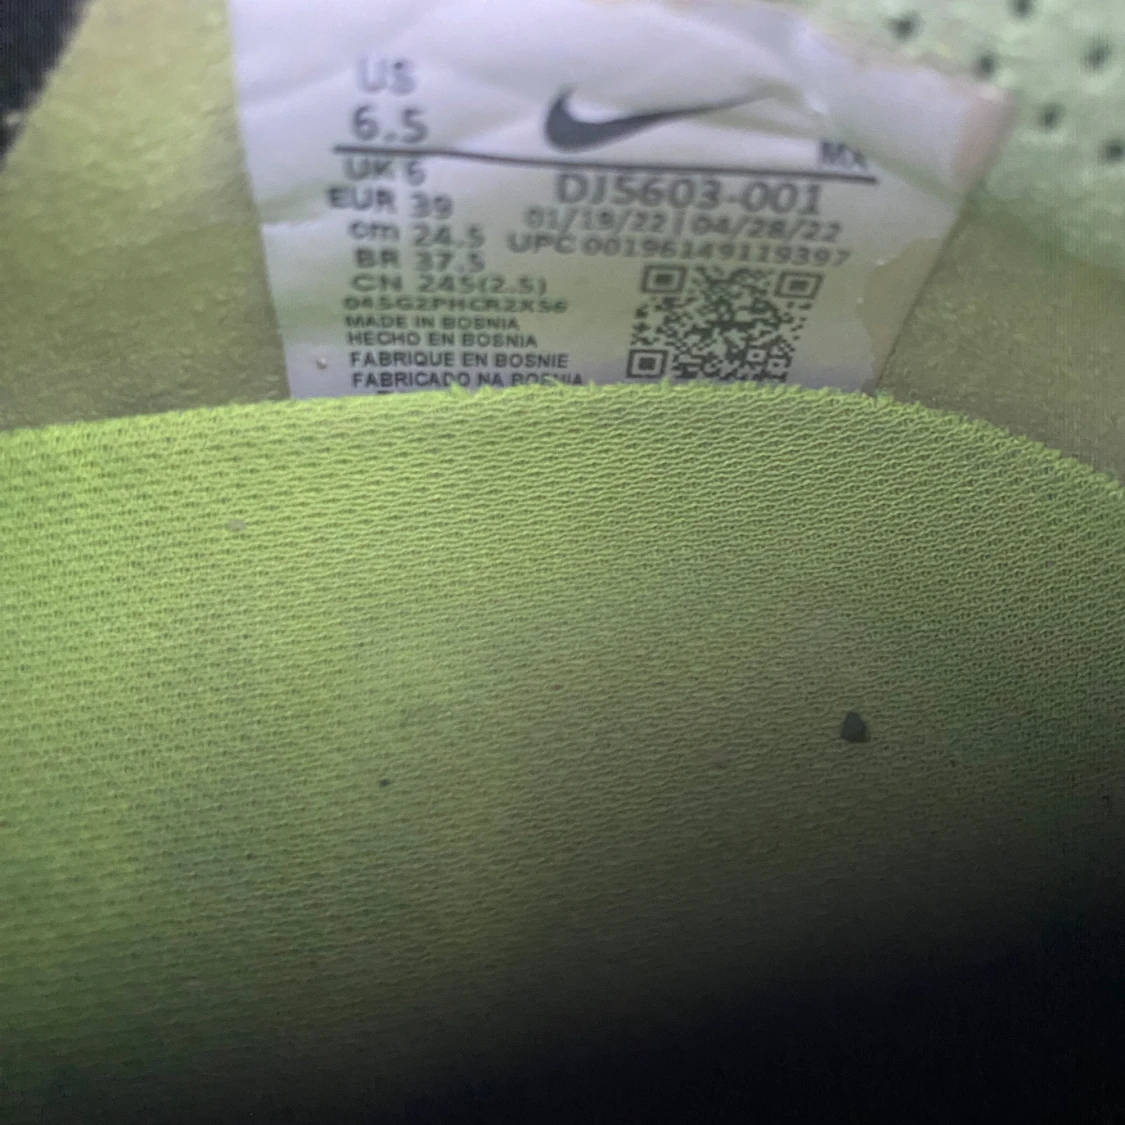 US
6.5
MX
UK 6
EUR 39
cm 24.5
BR 37.5
CN 245(2.5)
DJ5603-001
01/19/22 | 04/28/22
UPC 00196149119397
MADE IN BOSNIA
HECHO EN BOSNIA
FABRIQUE EN BOSNIE
FABRICADO NA BOSNIA